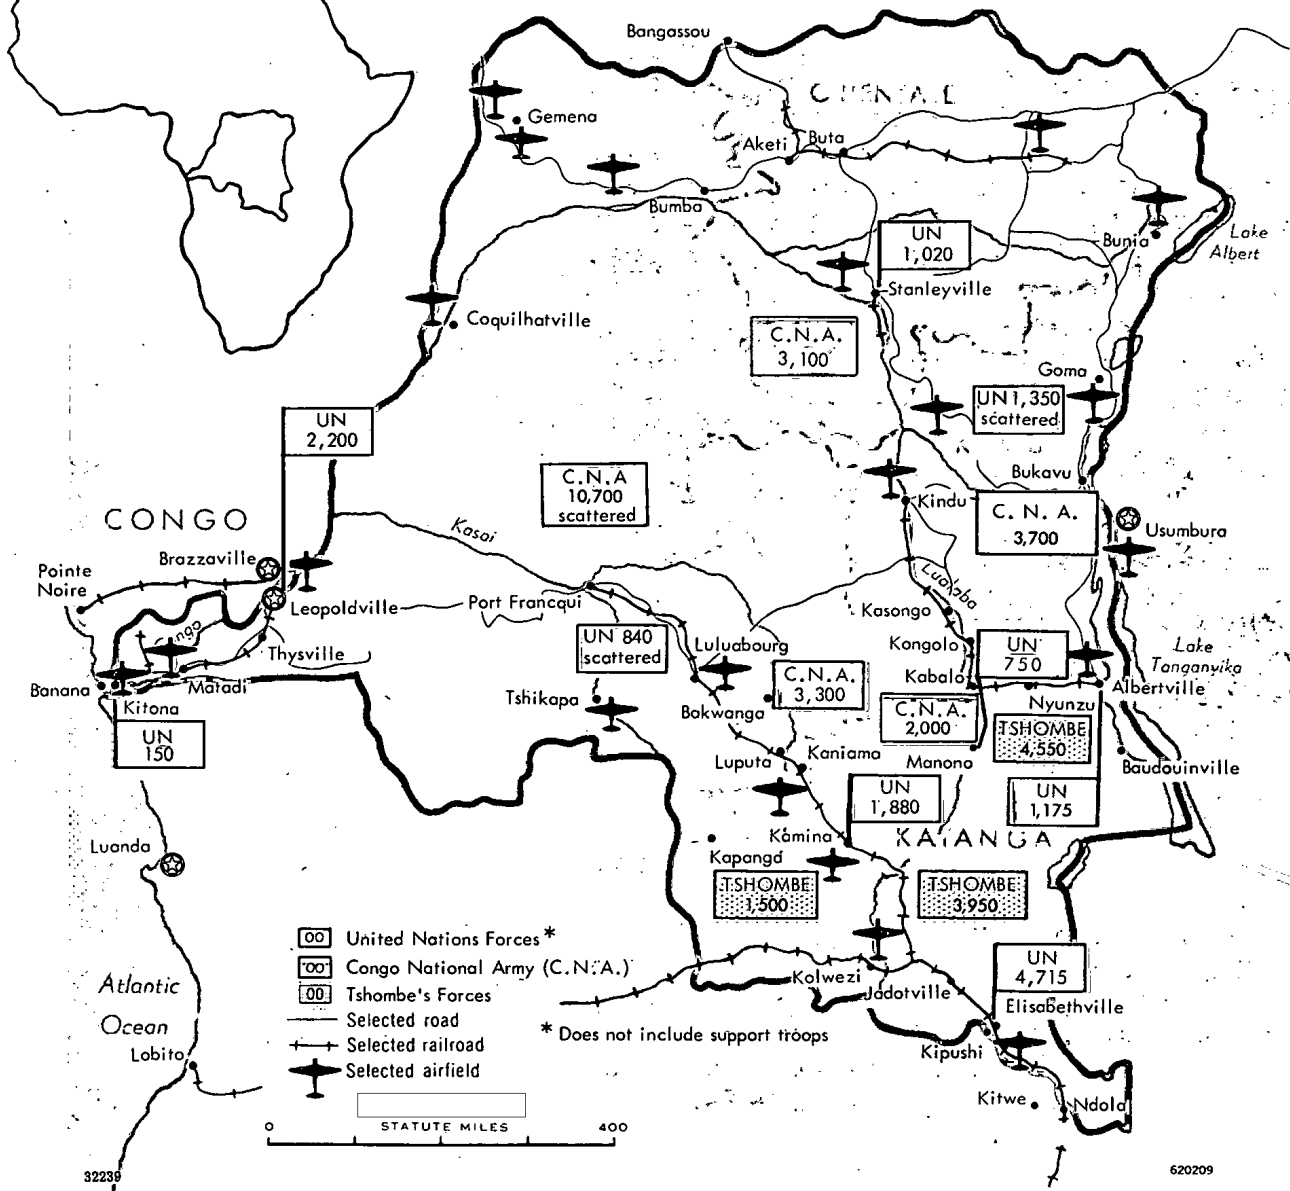 Bangassou
Gemena
Aketi
Buta
Bumba
UN
1,020
Bunia
Lake
Albert
Stanleyville
Coquilhatville
C.N.A.
3,100
Goma
UN 1,350
scattered
UN
2,200
Bukavu
C.N.A
10,700
scattered
Kindu
C. N. A.
3,700
Usumbura
CONGO
Kasai
Brazzaville
Pointe
Noire
Leopoldville
Port Francqui
Lualaba
Kasongo
Thysville
UN 840
scattered
Luluabourg
Kongolo
UN
750
Lake
Tanganyika
Banana
Matadi
Kitona
C.N.A.
3,300
Kabalo
Albertville
Tshikapa
Bakwanga
C.N.A.
2,000
Nyunzu
UN
150
TSHOMBE
4,550
Luputa
Kaniama
Manona
Baudouinville
UN
1,880
UN
1,175
Kamina
KATANGA
Luanda
Kapanga
TSHOMBE
1,500
TSHOMBE
3,950
00 United Nations Forces *
00 Congo National Army (C.N.A.)
00 Tshombe's Forces
Selected road
Selected railroad
Selected airfield
* Does not include support troops
Kolwezi
Jadotville
UN
4,715
Elisabethville
Atlantic
Ocean
Lobito
Kipushi
Kitwe
Ndola
STATUTE MILES
0 400
32239
620209